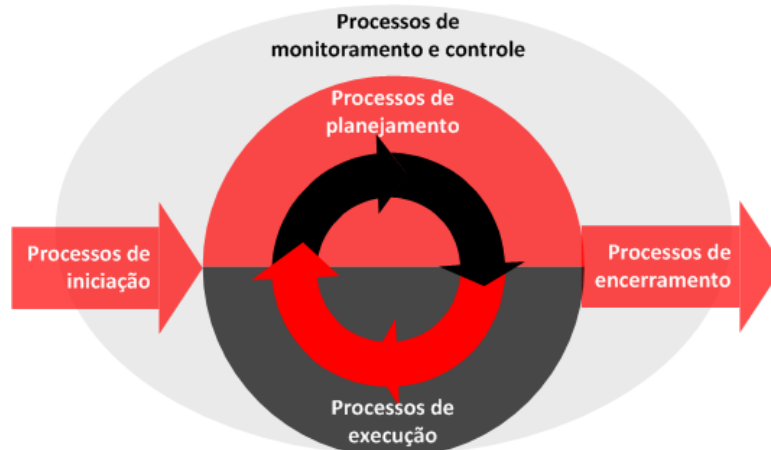 Processos de
monitoramento e controle
Processos de
planejamento
Processos de
iniciação
Processos de
encerramento
Processos de
execução